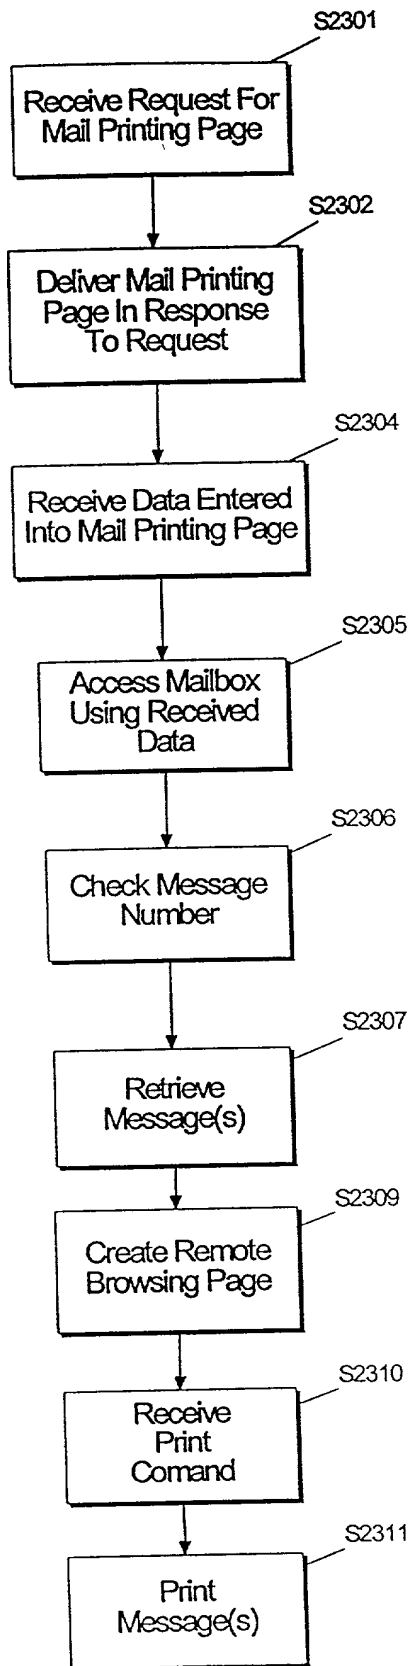 S2301
Receive Request For
Mail Printing Page
S2302
Deliver Mail Printing
Page In Response
To Request
S2304
Receive Data Entered
Into Mail Printing Page
S2305
Access Mailbox
Using Received
Data
S2306
Check Message
Number
S2307
Retrieve
Message(s)
S2309
Create Remote
Browsing Page
S2310
Receive
Print
Comand
S2311
Print
Message(s)